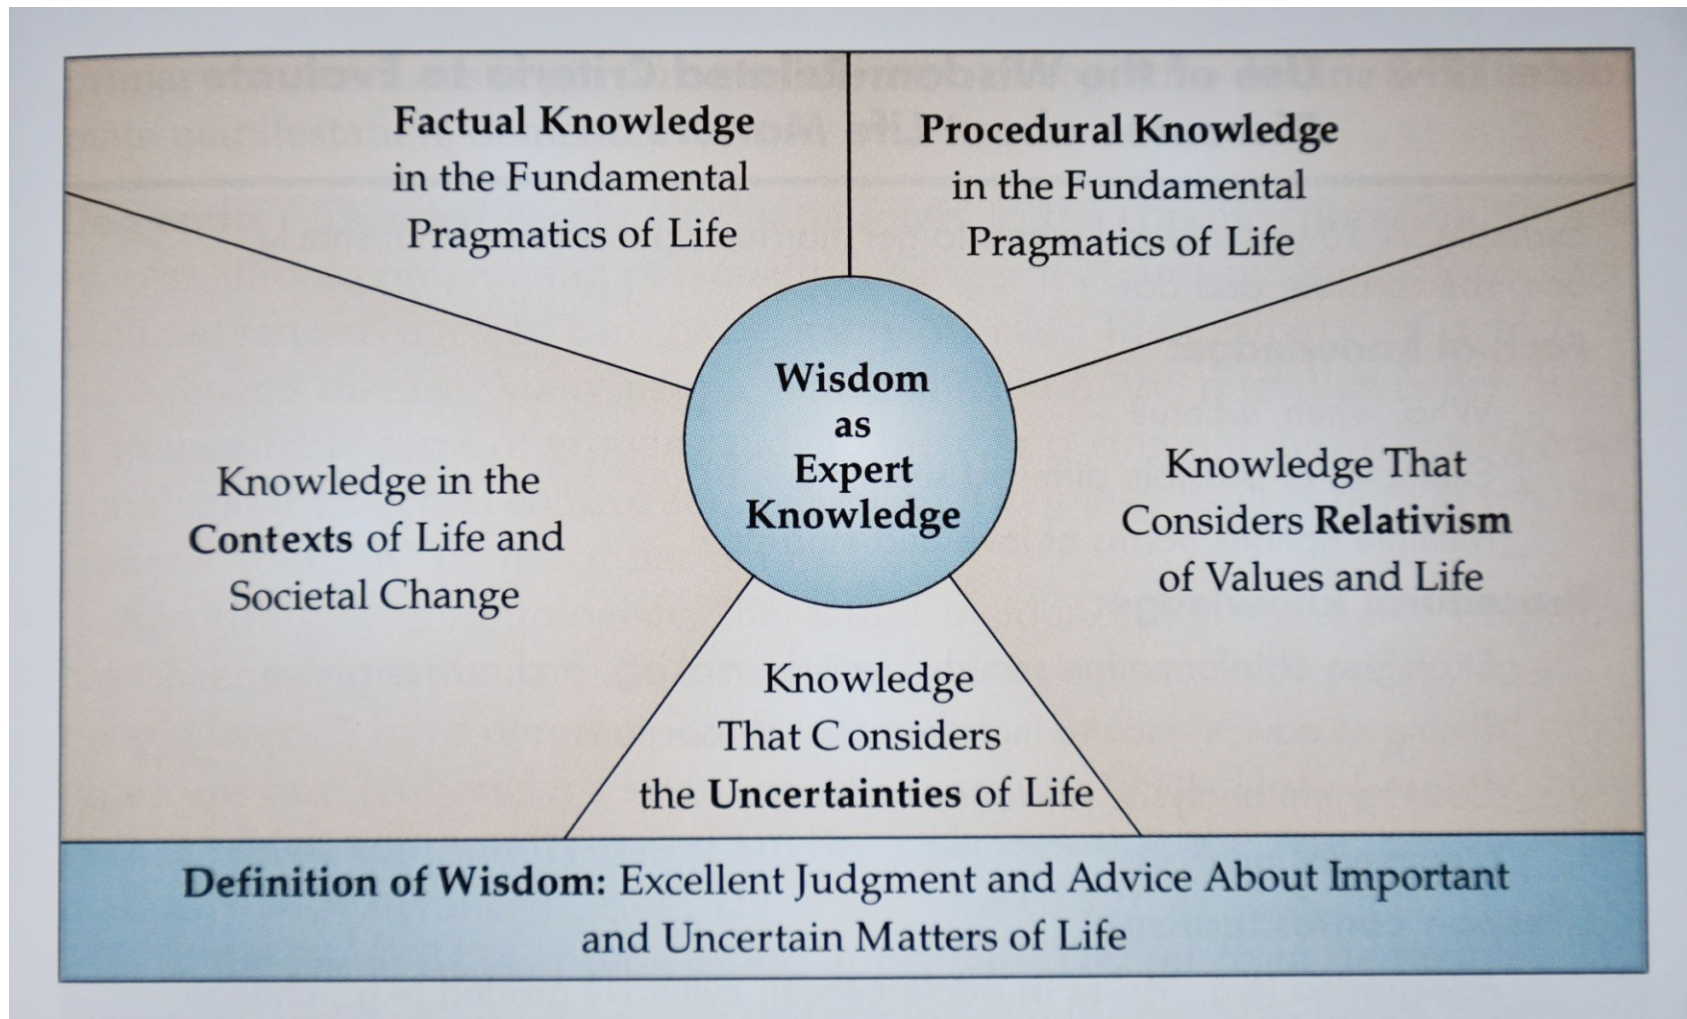 Factual Knowledge
in the Fundamental
Pragmatics of Life
Procedural Knowledge
in the Fundamental
Pragmatics of Life
Wisdom
as
Expert
Knowledge
Knowledge in the
Contexts of Life and
Societal Change
Knowledge That
Considers Relativism
of Values and Life
Knowledge
That C onsiders
the Uncertainties of Life
Definition of Wisdom: Excellent Judgment and Advice About Important
and Uncertain Matters of Life